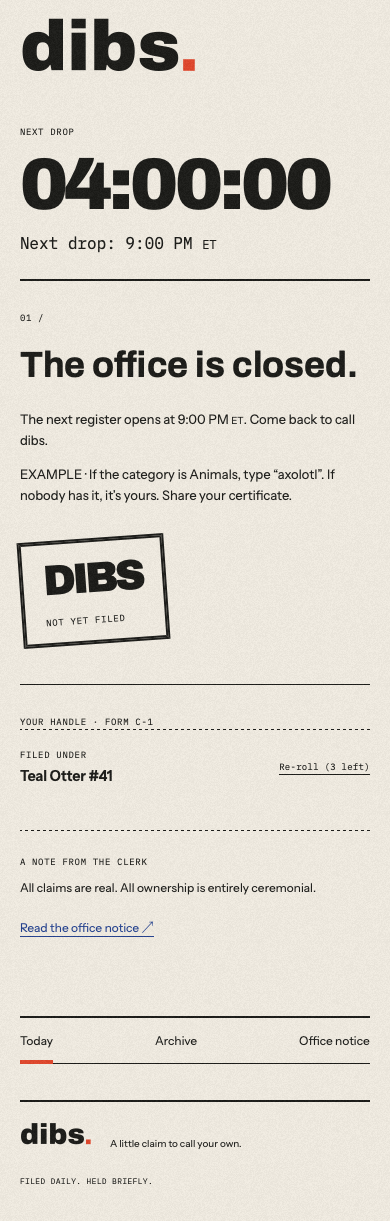 dibs.
NEXT DROP
04:00:00
Next drop: 9:00 PM ET
01 /
The office is closed.
The next register opens at 9:00 PM ET. Come back to call
dibs.
EXAMPLE · If the category is Animals, type “axolotl”. If
nobody has it, it’s yours. Share your certificate.
DIBS
NOT YET FILED
YOUR HANDLE · FORM C-1
FILED UNDER
Teal Otter #41
Re-roll (3 left)
A NOTE FROM THE CLERK
All claims are real. All ownership is entirely ceremonial.
Read the office notice ↗
Today Archive Office notice
dibs. A little claim to call your own.
FILED DAILY. HELD BRIEFLY.